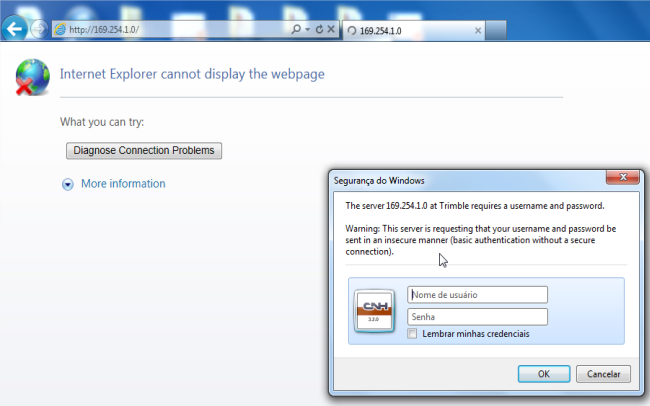 http://169.254.1.0/
169.254.1.0
Internet Explorer cannot display the webpage
What you can try:
Diagnose Connection Problems
More information
Segurança do Windows
The server 169.254.1.0 at Trimble requires a username and password.
Warning: This server is requesting that your username and password be
sent in an insecure manner (basic authentication without a secure
connection).
CNH
3.2.0
Nome de usuário
Senha
Lembrar minhas credenciais
OK
Cancelar